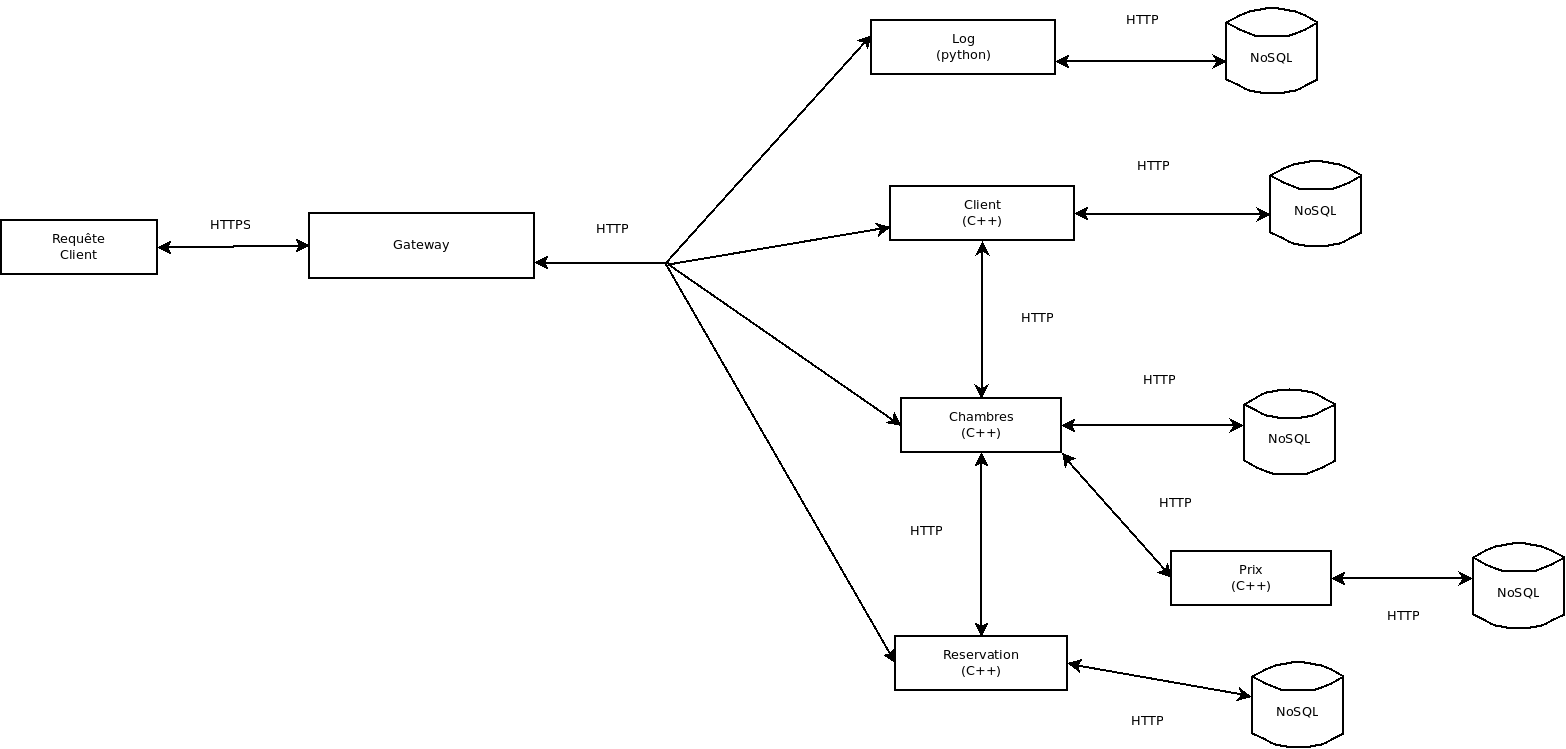 Log
(python)
HTTP
NoSQL
Client
(C++)
HTTP
NoSQL
Requête
Client
HTTPS
Gateway
HTTP
HTTP
Chambres
(C++)
HTTP
NoSQL
HTTP
HTTP
Prix
(C++)
HTTP
NoSQL
Reservation
(C++)
HTTP
NoSQL